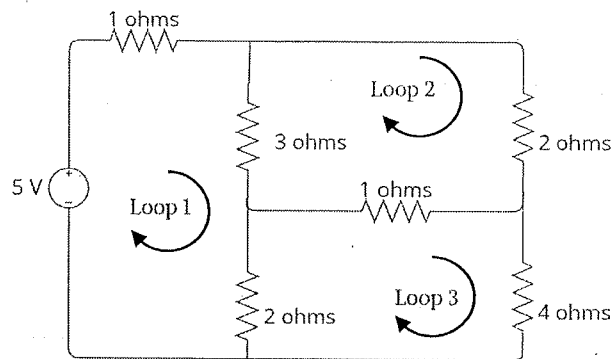 1 ohms
Loop 2
3 ohms
2 ohms
5 V
+
-
Loop 1
1 ohms
Loop 3
2 ohms
4 ohms